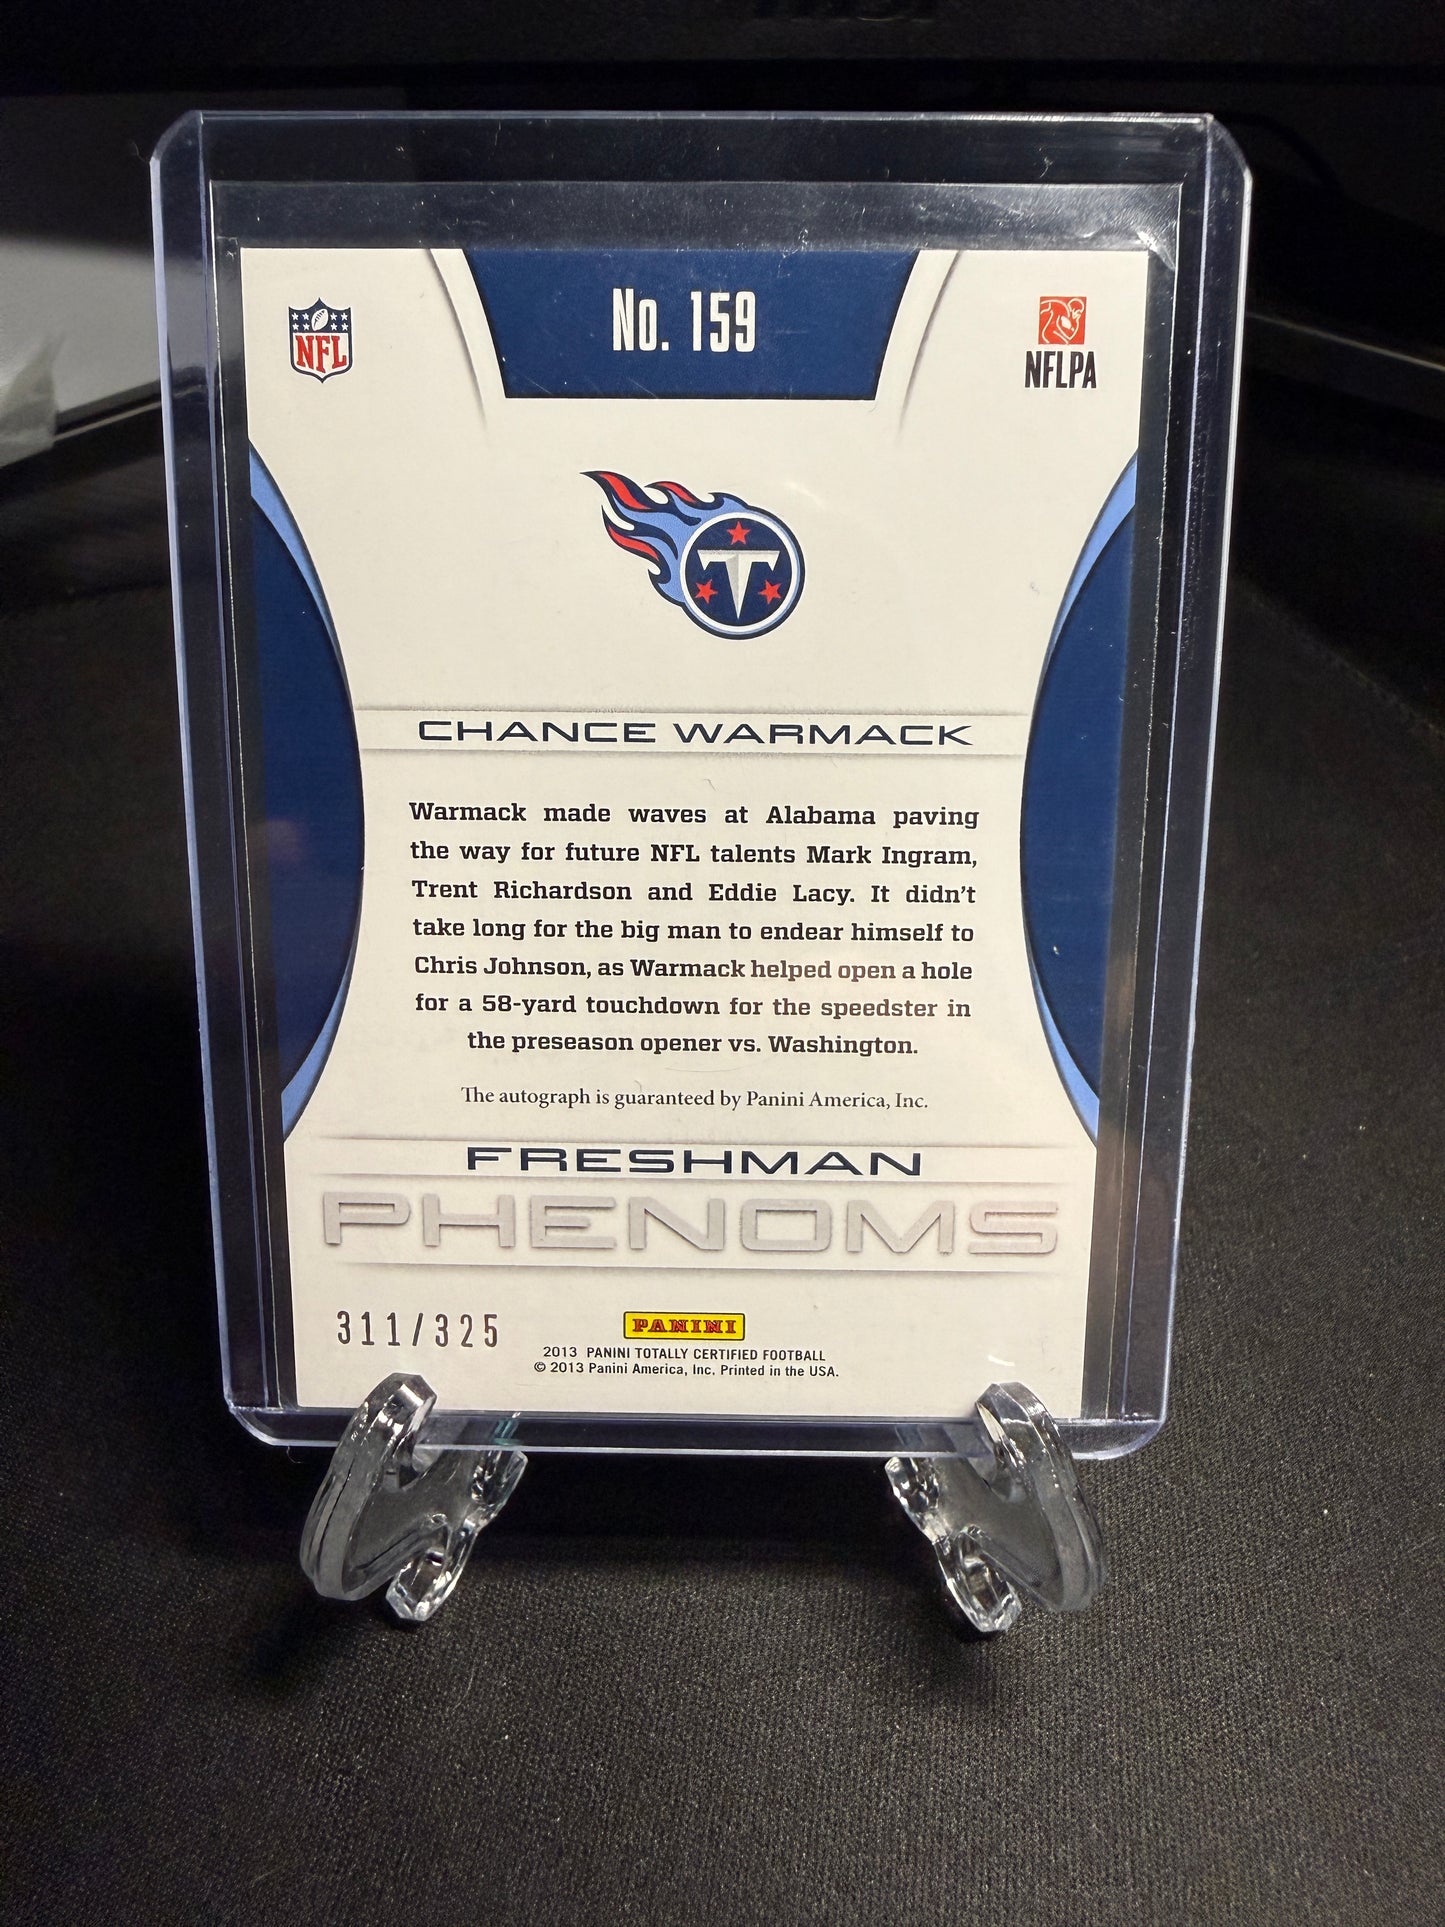 No. 159
NFL
NFLPA
T
CHANCE WARMACK
Warmack made waves at Alabama paving
the way for future NFL talents Mark Ingram,
Trent Richardson and Eddie Lacy. It didn't
take long for the big man to endear himself to
Chris Johnson, as Warmack helped open a hole
for a 58-yard touchdown for the speedster in
the preseason opener vs. Washington.
The autograph is guaranteed by Panini America, Inc.
FRESHMAN
PHENOMS
311/325
PANINI
2013 PANINI TOTALLY CERTIFIED FOOTBALL
© 2013 Panini America, Inc. Printed in the USA.